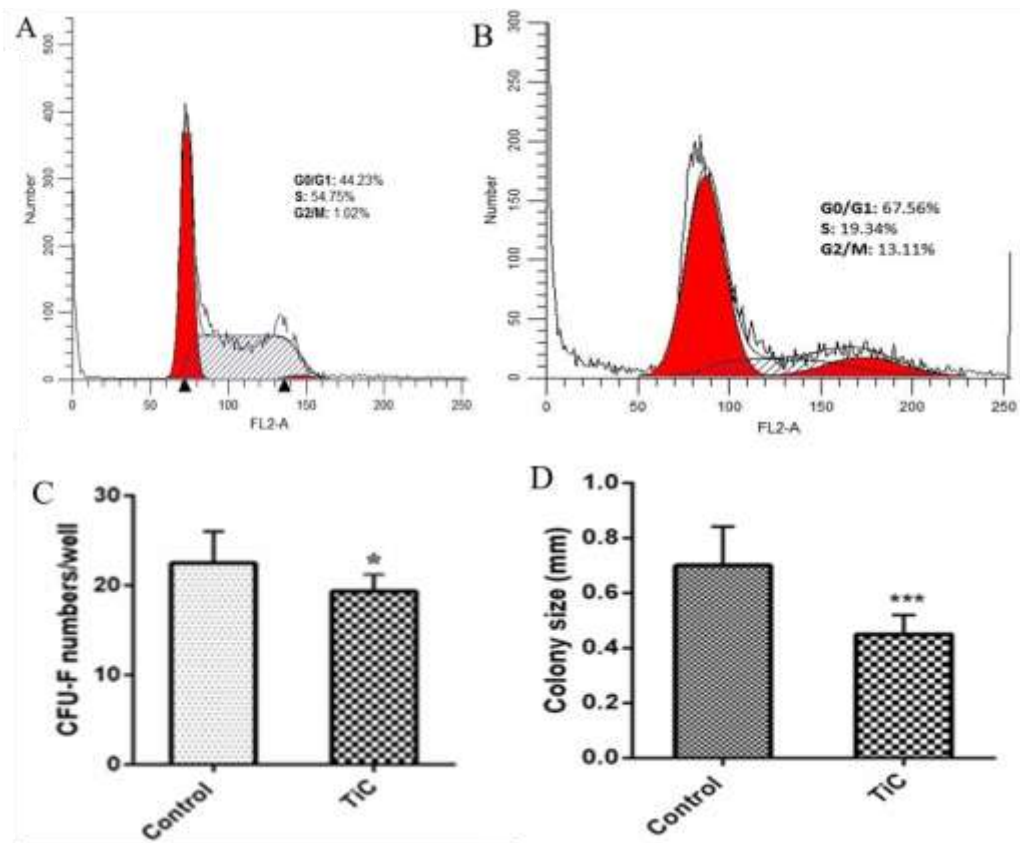 A
Number
500
400
300
200
100
0
G0/G1: 44.23%
S: 54.75%
G2/M: 1.02%
0 50 100 150 200 250
FL2-A
B
Number
300
250
200
150
100
50
0
G0/G1: 67.56%
S: 19.34%
G2/M: 13.11%
0 50 100 150 200 250
FL2-A
C
CFU-F numbers/well
30
20
10
0
*
Control TiC
D
Colony size (mm)
1.0
0.8
0.6
0.4
0.2
0.0
***
Control TiC